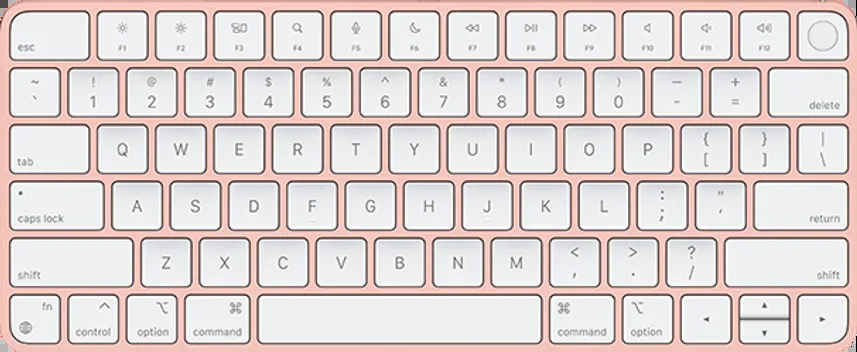 esc F1 F2 F3 F4 F5 F6 F7 F8 F9 F10 F11 F12
~ ! @ # $ % ^ & * ( ) — +
` 1 2 3 4 5 6 7 8 9 0 - = delete
tab Q W E R T Y U I O P { } |
[ ] \
caps lock A S D F G H J K L : " return
; '
shift Z X C V B N M < > ? shift
, . /
fn ^ ⌥ ⌘ ⌘ ⌥
control option command command option